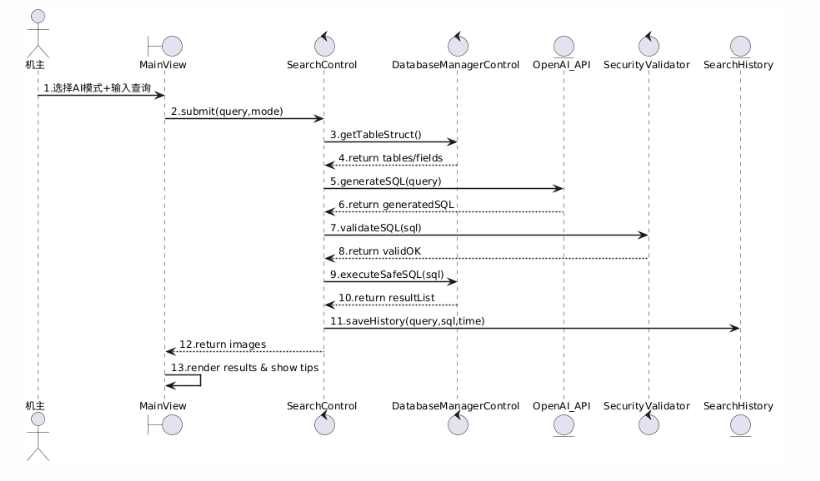 机主
MainView
SearchControl
DatabaseManagerControl
OpenAI_API
SecurityValidator
SearchHistory
1.选择AI模式+输入查询
2.submit(query,mode)
3.getTableStruct()
4.return tables/fields
5.generateSQL(query)
6.return generatedSQL
7.validateSQL(sql)
8.return validOK
9.executeSafeSQL(sql)
10.return resultList
11.saveHistory(query,sql,time)
12.return images
13.render results & show tips
机主
MainView
SearchControl
DatabaseManagerControl
OpenAI_API
SecurityValidator
SearchHistory